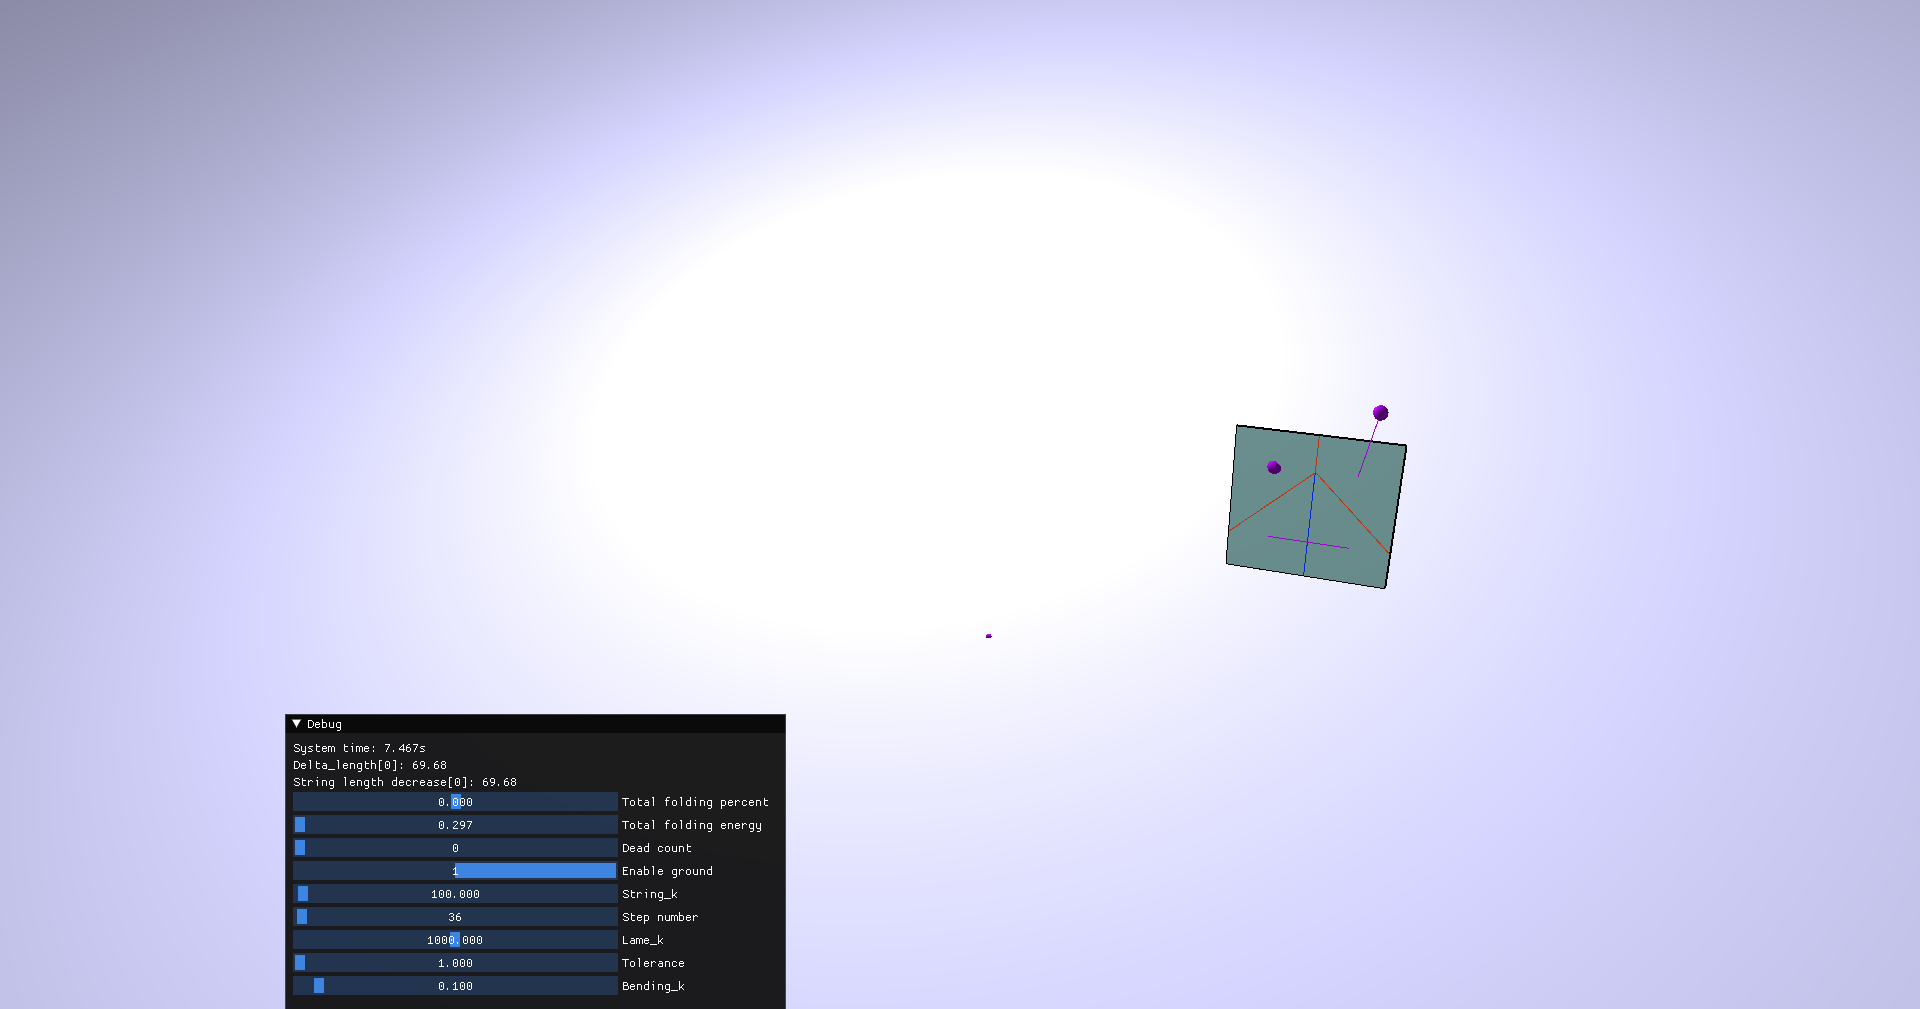 Debug
System time: 7.467s
Delta_length[0]: 69.68
String length decrease[0]: 69.68
0.000 Total folding percent
0.297 Total folding energy
0 Dead count
1 Enable ground
100.000 String_k
36 Step number
1000.000 Lame_k
1.000 Tolerance
0.100 Bending_k